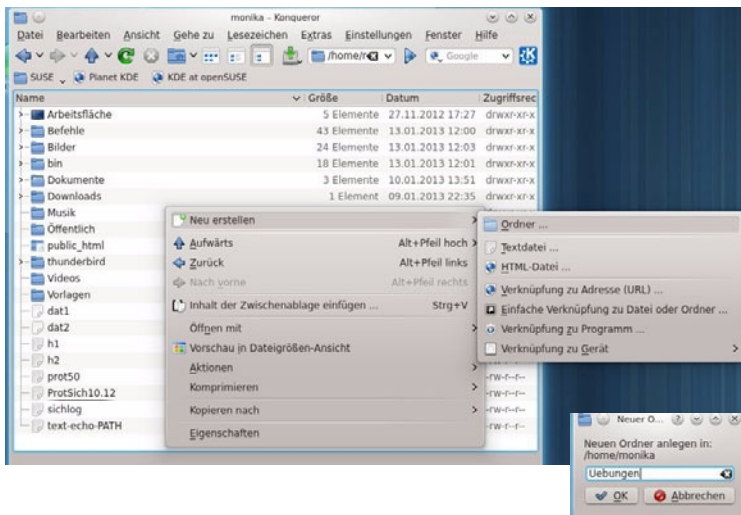 monika – Konqueror
Datei Bearbeiten Ansicht Gehe zu Lesezeichen Extras Einstellungen Fenster Hilfe
/home/m Google
SUSE Planet KDE KDE at openSUSE
Name Größe Datum Zugriffsrec
Arbeitsfläche 5 Elemente 27.11.2012 17:27 drwxr-xr-x
Befehle 43 Elemente 13.01.2013 12:00 drwxr-xr-x
Bilder 24 Elemente 13.01.2013 12:03 drwxr-xr-x
bin 18 Elemente 13.01.2013 12:01 drwxr-xr-x
Dokumente 3 Elemente 10.01.2013 13:51 drwxr-xr-x
Downloads 1 Element 09.01.2013 22:35 drwxr-xr-x
Musik
Öffentlich
public_html
thunderbird
Videos
Vorlagen
dat1
dat2
h1
h2
prot50
ProtSich10.12 -rw-r--r--
sichlog -rw-r--r--
text-echo-PATH -rw-r--r--
Neu erstellen
Aufwärts Alt+Pfeil hoch
Zurück Alt+Pfeil links
Nach vorne Alt+Pfeil rechts
Inhalt der Zwischenablage einfügen ... Strg+V
Öffnen mit
Vorschau in Dateigrößen-Ansicht
Aktionen
Komprimieren
Kopieren nach
Eigenschaften
Ordner ...
Textdatei ...
HTML-Datei ...
Verknüpfung zu Adresse (URL) ...
Einfache Verknüpfung zu Datei oder Ordner ...
Verknüpfung zu Programm ...
Verknüpfung zu Gerät
Neuer O...
Neuen Ordner anlegen in:
/home/monika
Uebungen
OK Abbrechen